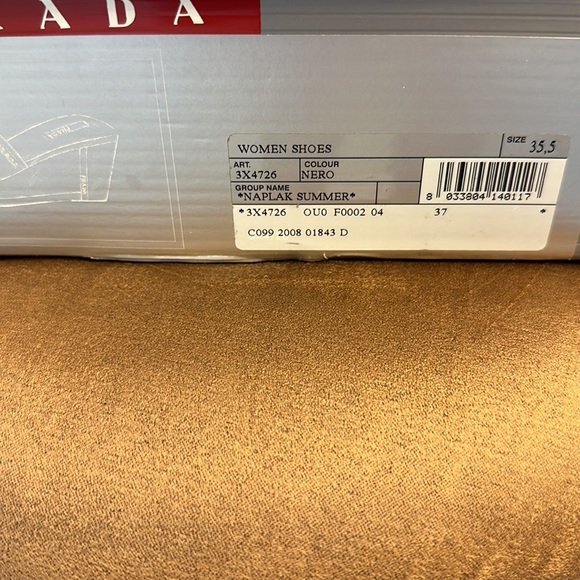 RADA
WOMEN SHOES
SIZE 35,5
ART. COLOUR
3X4726 NERO
GROUP NAME
*NAPLAK SUMMER*
8 033804 140117
*3X4726 OU0 F0002 04 37 *
C099 2008 01843 D